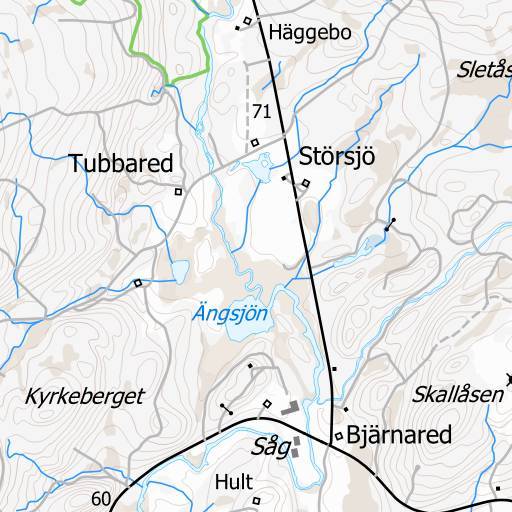 Häggebo
Sletås
71
Störsjö
Tubbared
Ängsjön
Kyrkeberget
Skallåsen
Bjärnared
Såg
Hult
60